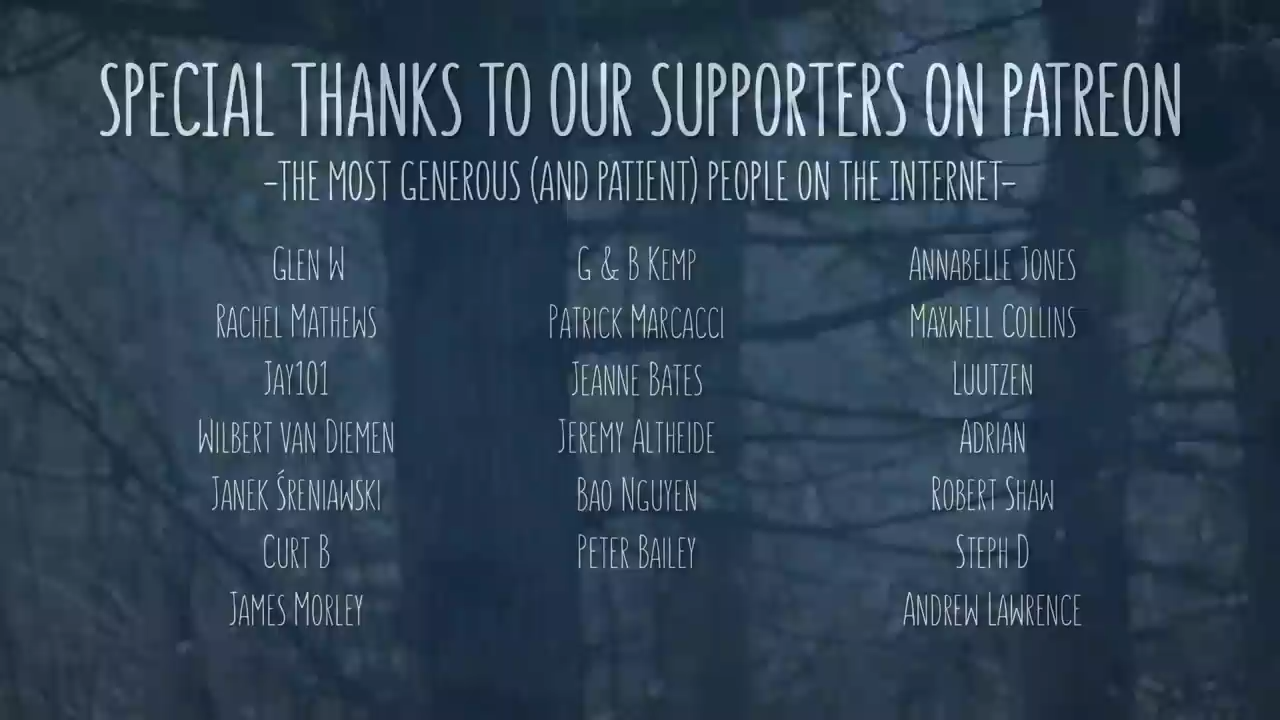 SPECIAL THANKS TO OUR SUPPORTERS ON PATREON
-THE MOST GENEROUS (AND PATIENT) PEOPLE ON THE INTERNET-
GLEN W
RACHEL MATHEWS
JAY101
WILBERT VAN DIEMEN
JANEK ŚRENIAWSKI
CURT B
JAMES MORLEY
G & B KEMP
PATRICK MARCACCI
JEANNE BATES
JEREMY ALTHEIDE
BAO NGUYEN
PETER BAILEY
ANNABELLE JONES
MAXWELL COLLINS
LUUTZEN
ADRIAN
ROBERT SHAW
STEPH D
ANDREW LAWRENCE